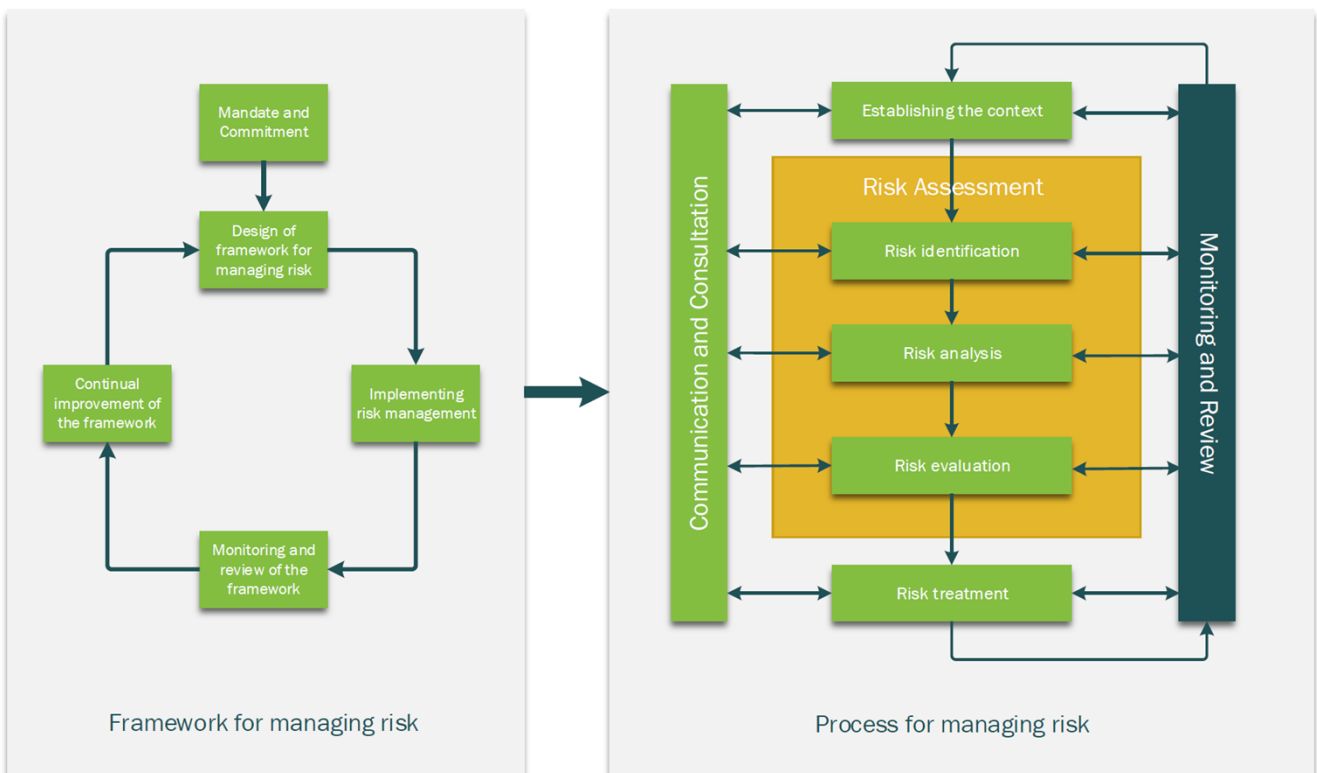 Mandate and
Commitment
Design of
framework for
managing risk
Continual
improvement of
the framework
Implementing
risk management
Monitoring and
review of the
framework
Framework for managing risk
Communication and Consultation
Establishing the context
Risk Assessment
Risk identification
Risk analysis
Risk evaluation
Risk treatment
Monitoring and Review
Process for managing risk